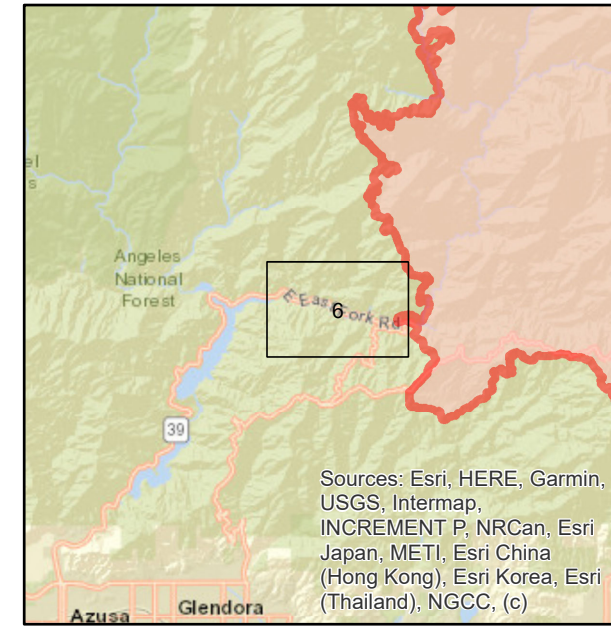 el
s
Angeles
National
Forest
E East Fork Rd
6
39
Sources: Esri, HERE, Garmin,
USGS, Intermap,
INCREMENT P, NRCan, Esri
Japan, METI, Esri China
(Hong Kong), Esri Korea, Esri
(Thailand), NGCC, (c)
Azusa
Glendora